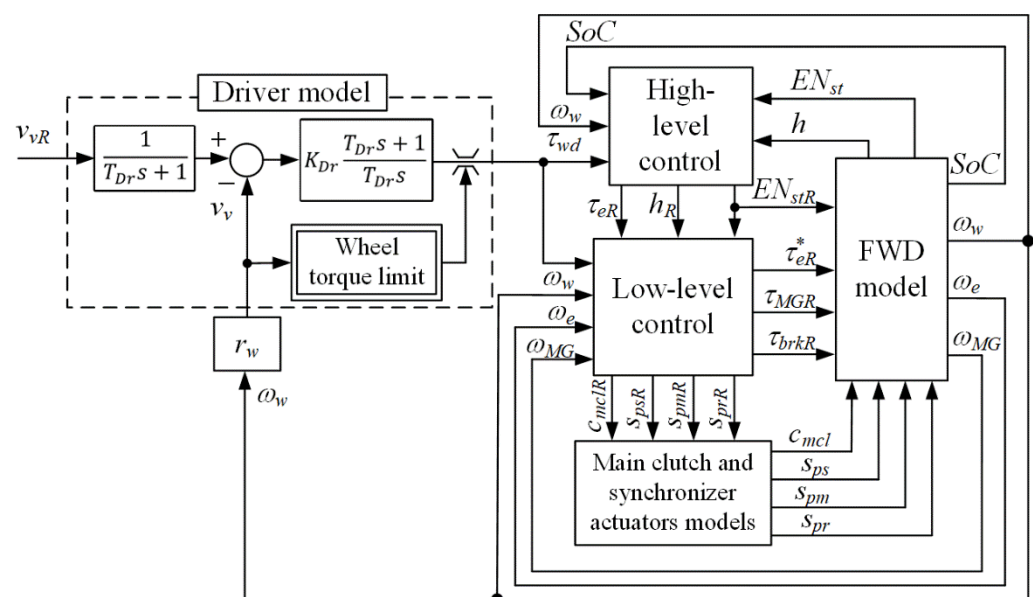 SoC
Driver model
High-level control
EN_st
ω_w
h
v_vR
1
T_Dr s + 1
+
−
K_Dr
T_Dr s + 1
T_Dr s
τ_wd
SoC
v_v
τ_eR
h_R
EN_stR
ω_w
Wheel
torque limit
Low-level
control
τ*_eR
FWD
model
ω_w
ω_e
τ_MGR
ω_e
r_w
ω_MG
τ_brkR
ω_MG
ω_w
c_mclR
s_psR
s_pmR
s_prR
Main clutch and
synchronizer
actuators models
c_mcl
s_ps
s_pm
s_pr